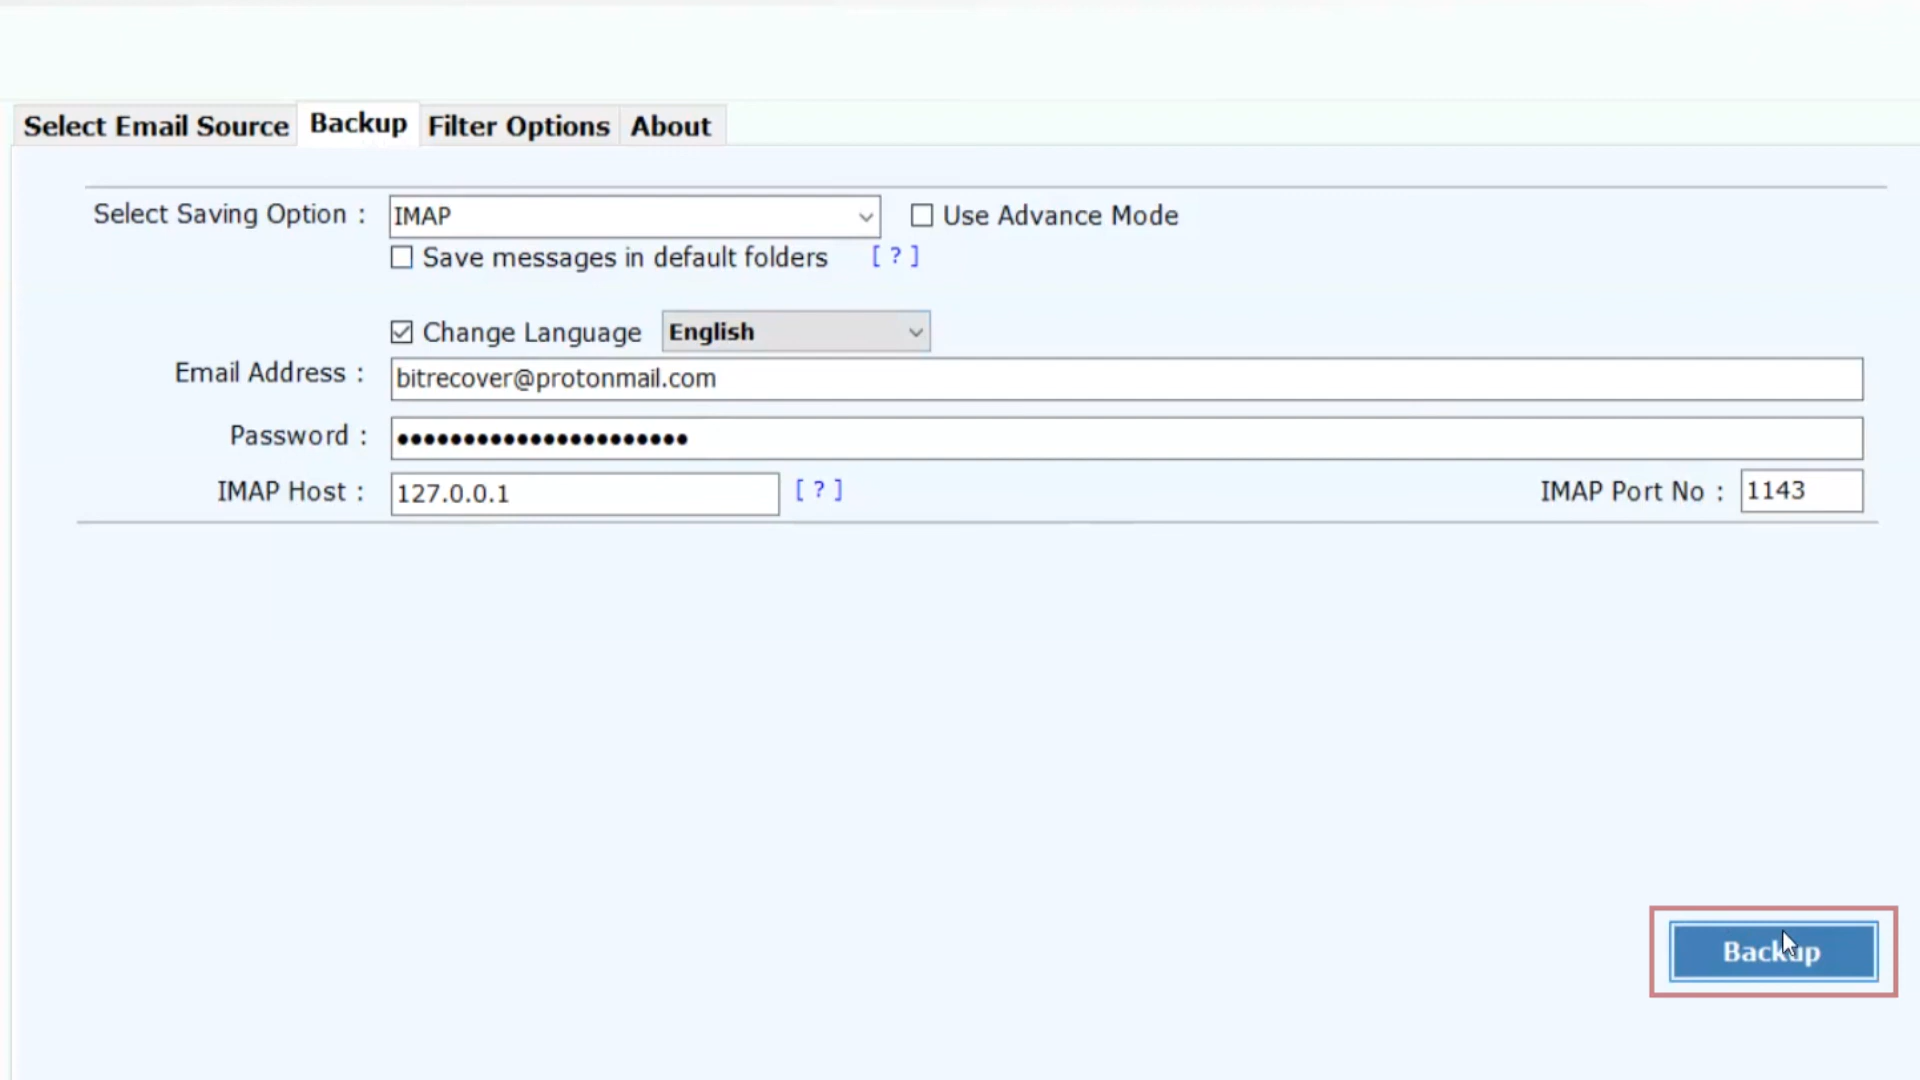 Select Email Source Backup Filter Options About
Select Saving Option : IMAP Use Advance Mode
Save messages in default folders [ ? ]
Change Language English
Email Address : bitrecover@protonmail.com
Password : ••••••••••••••••••••••
IMAP Host : 127.0.0.1 [ ? ] IMAP Port No : 1143
Backup